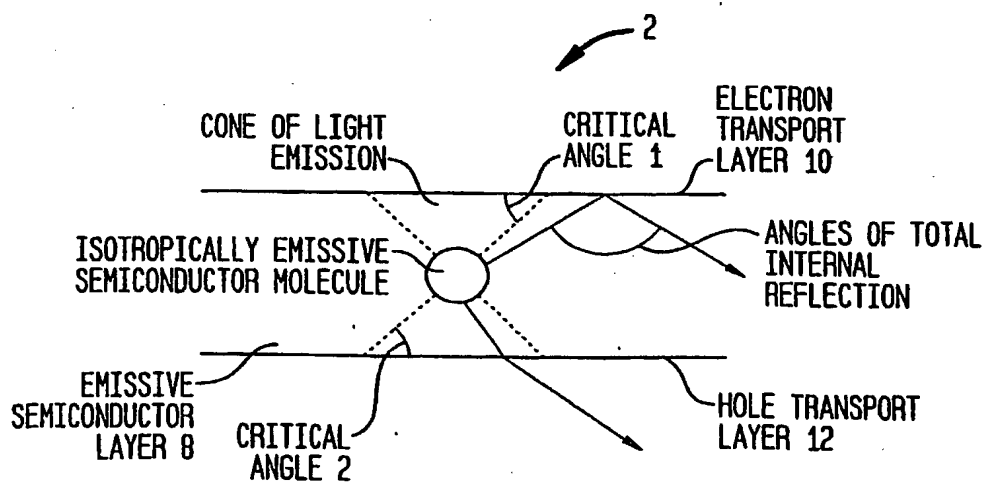 2
CONE OF LIGHT
EMISSION
CRITICAL
ANGLE 1
ELECTRON
TRANSPORT
LAYER 10
ISOTROPICALLY EMISSIVE
SEMICONDUCTOR MOLECULE
ANGLES OF TOTAL
INTERNAL
REFLECTION
EMISSIVE
SEMICONDUCTOR
LAYER 8
CRITICAL
ANGLE 2
HOLE TRANSPORT
LAYER 12